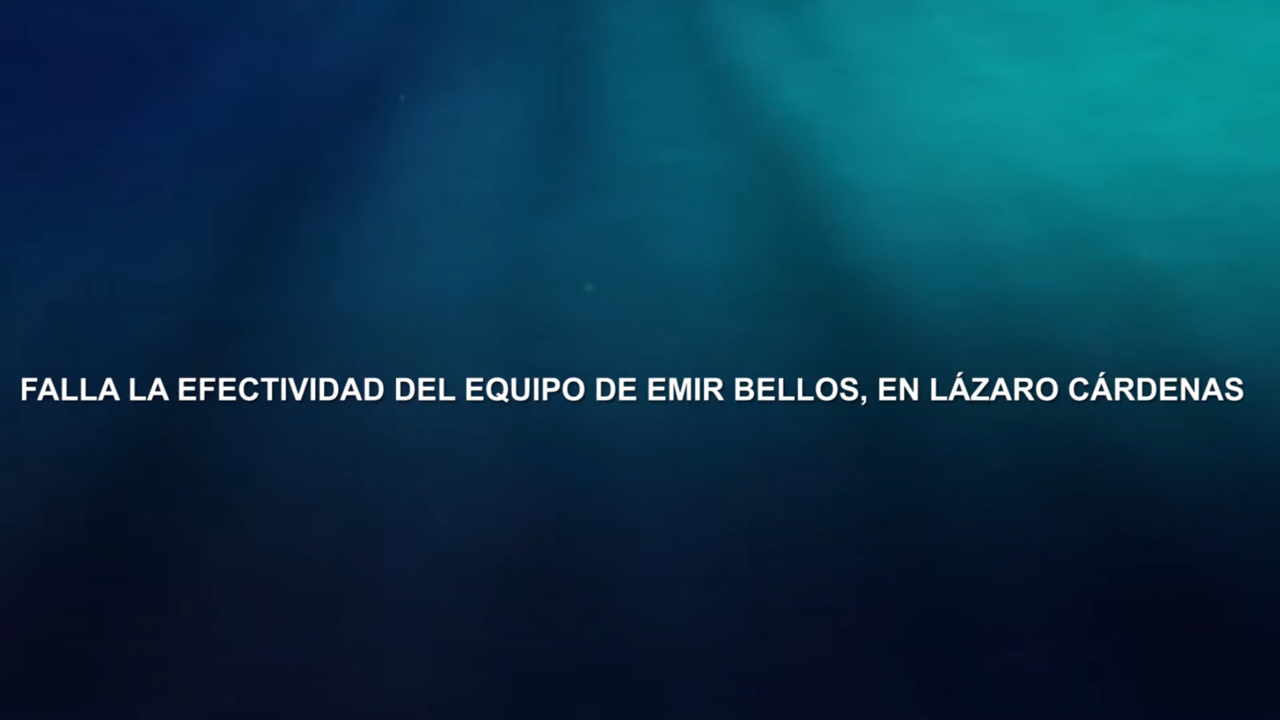 FALLA LA EFECTIVIDAD DEL EQUIPO DE EMIR BELLOS, EN LÁZARO CÁRDENAS